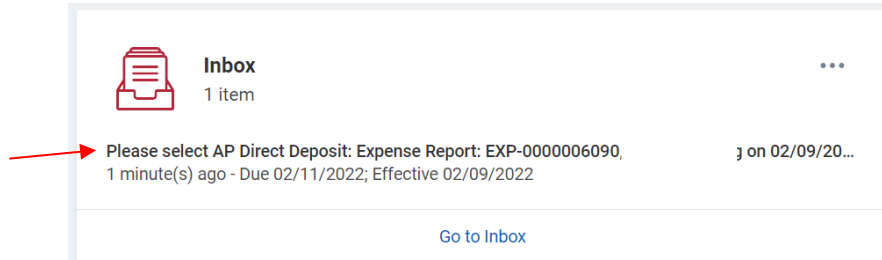 Inbox
1 item
Please select AP Direct Deposit: Expense Report: EXP-0000006090, g on 02/09/20...
1 minute(s) ago - Due 02/11/2022; Effective 02/09/2022
Go to Inbox